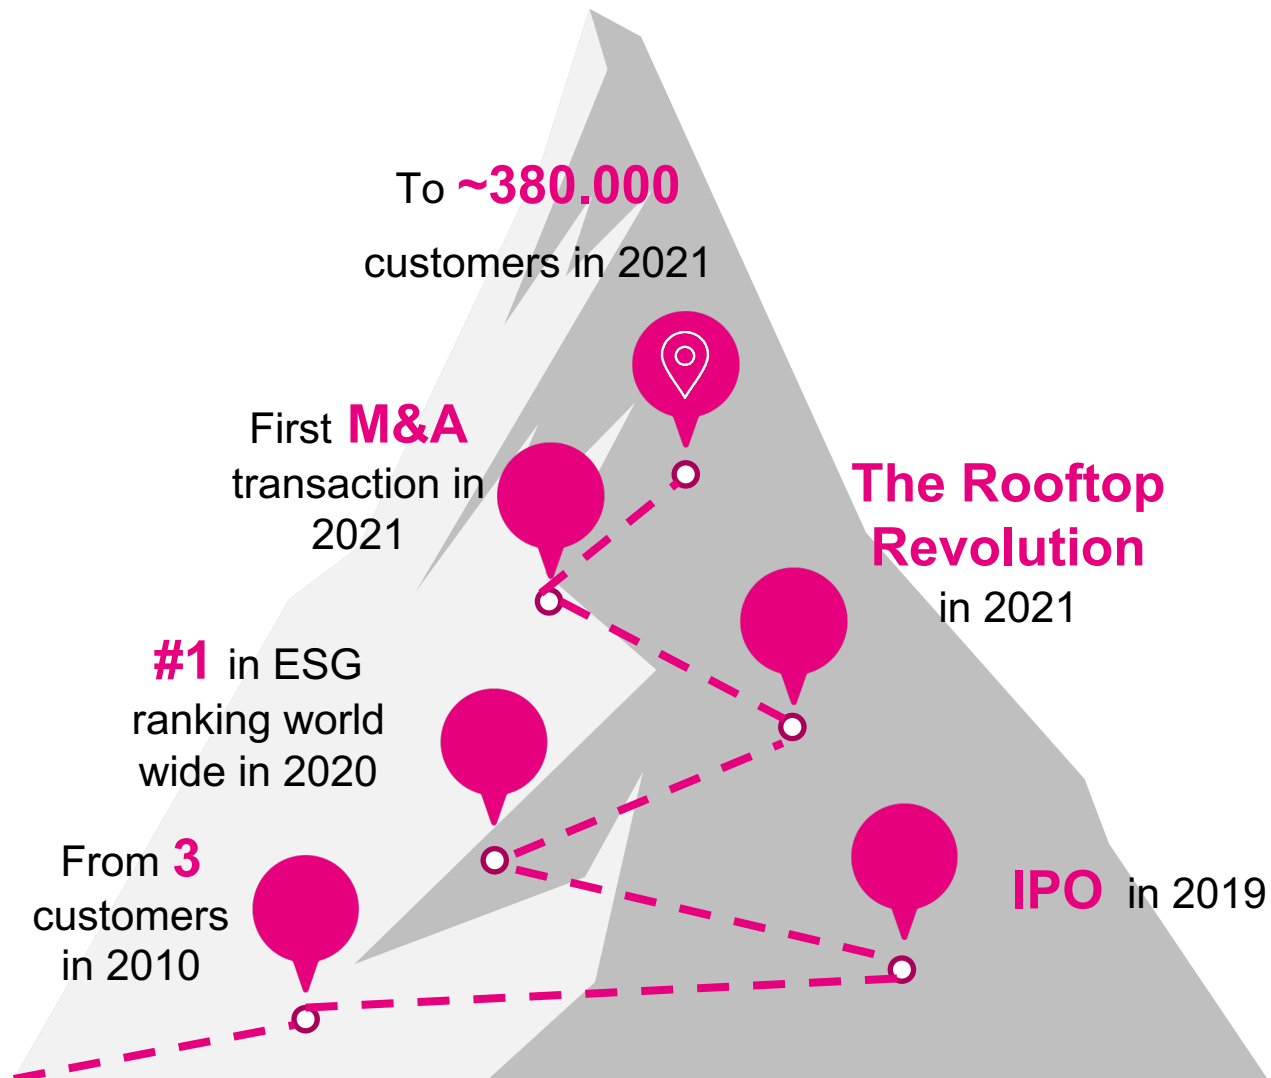 To ~380.000
customers in 2021
First M&A
transaction in
2021
The Rooftop
Revolution
in 2021
#1 in ESG
ranking world
wide in 2020
From 3
customers
in 2010
IPO in 2019